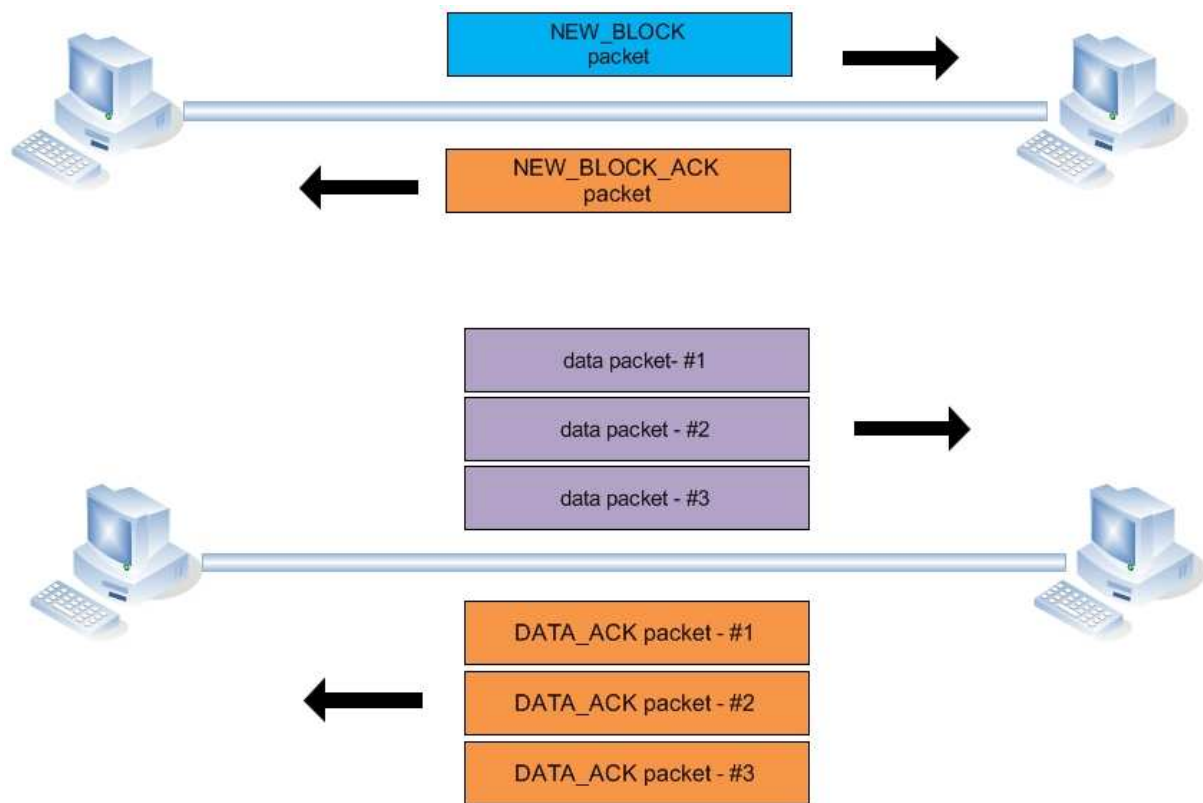 NEW_BLOCK
packet
NEW_BLOCK_ACK
packet
data packet- #1
data packet - #2
data packet - #3
DATA_ACK packet - #1
DATA_ACK packet - #2
DATA_ACK packet - #3